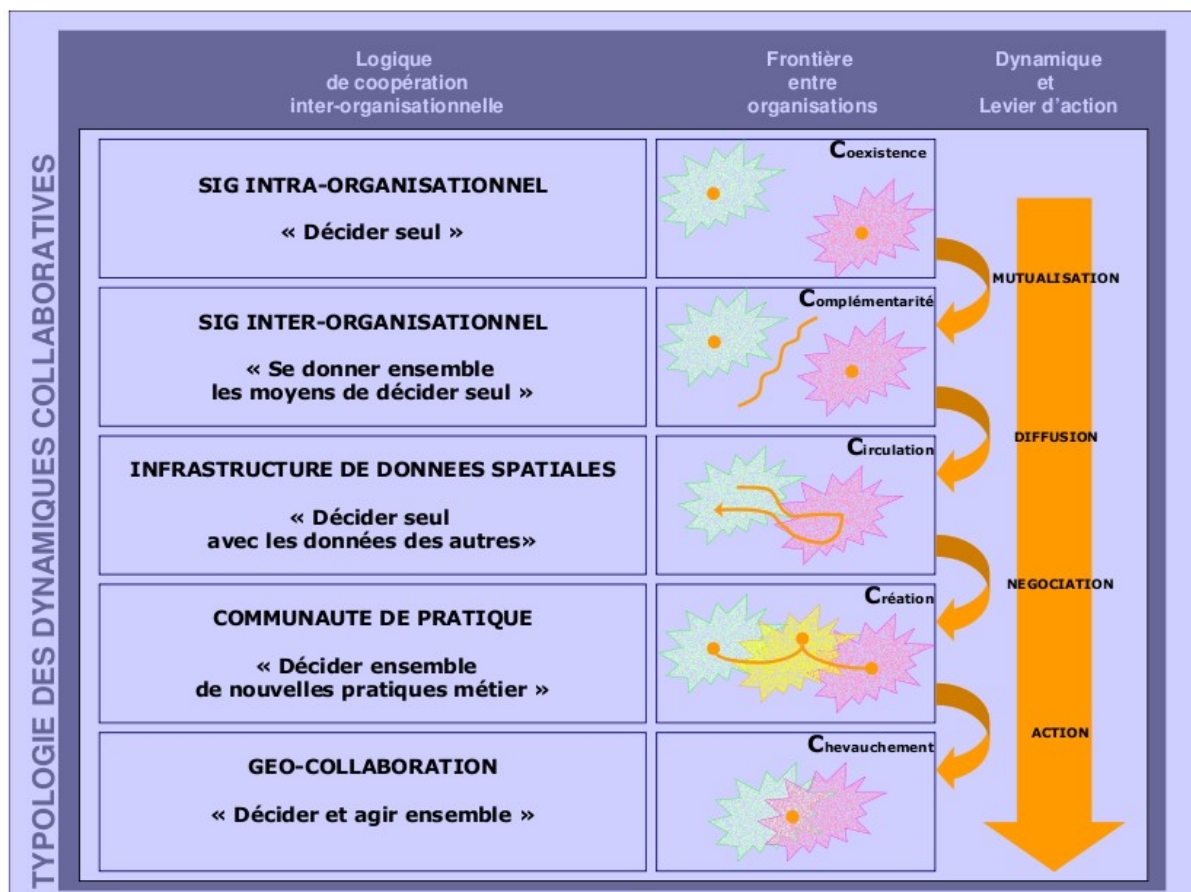 TYPOLOGIE DES DYNAMIQUES COLLABORATIVES
Logique
de coopération
inter-organisationnelle
Frontière
entre
organisations
Dynamique
et
Levier d'action
SIG INTRA-ORGANISATIONNEL
« Décider seul »
Coexistence
MUTUALISATION
SIG INTER-ORGANISATIONNEL
« Se donner ensemble
les moyens de décider seul »
Complémentarité
DIFFUSION
INFRASTRUCTURE DE DONNEES SPATIALES
« Décider seul
avec les données des autres»
Circulation
NEGOCIATION
COMMUNAUTE DE PRATIQUE
« Décider ensemble
de nouvelles pratiques métier »
Création
ACTION
GEO-COLLABORATION
« Décider et agir ensemble »
Chevauchement